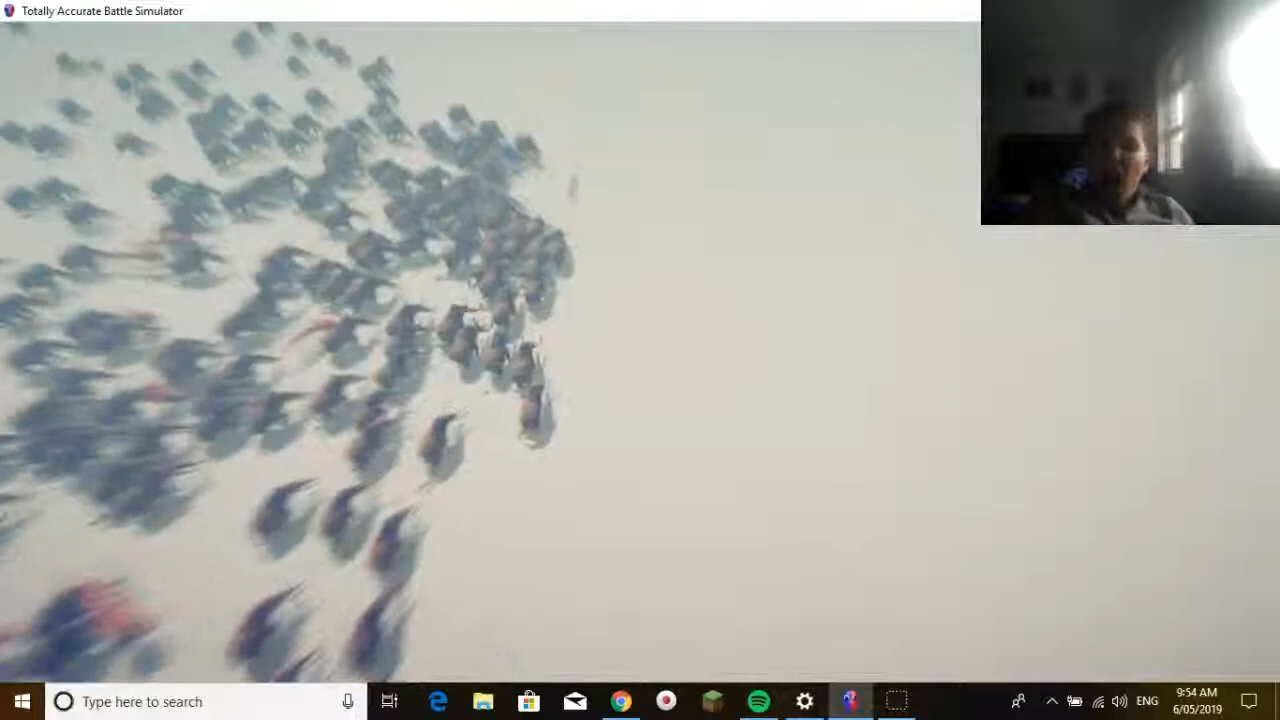 Totally Accurate Battle Simulator
Type here to search
ENG
9:54 AM
6/05/2019